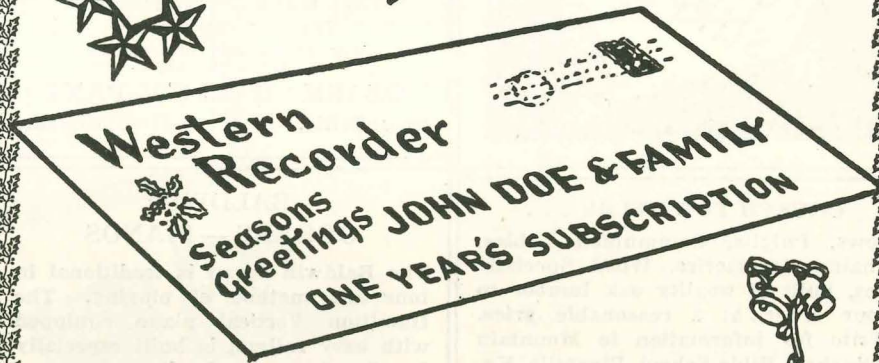 Western
Recorder
Seasons
Greetings JOHN DOE & FAMILY
ONE YEAR'S SUBSCRIPTION